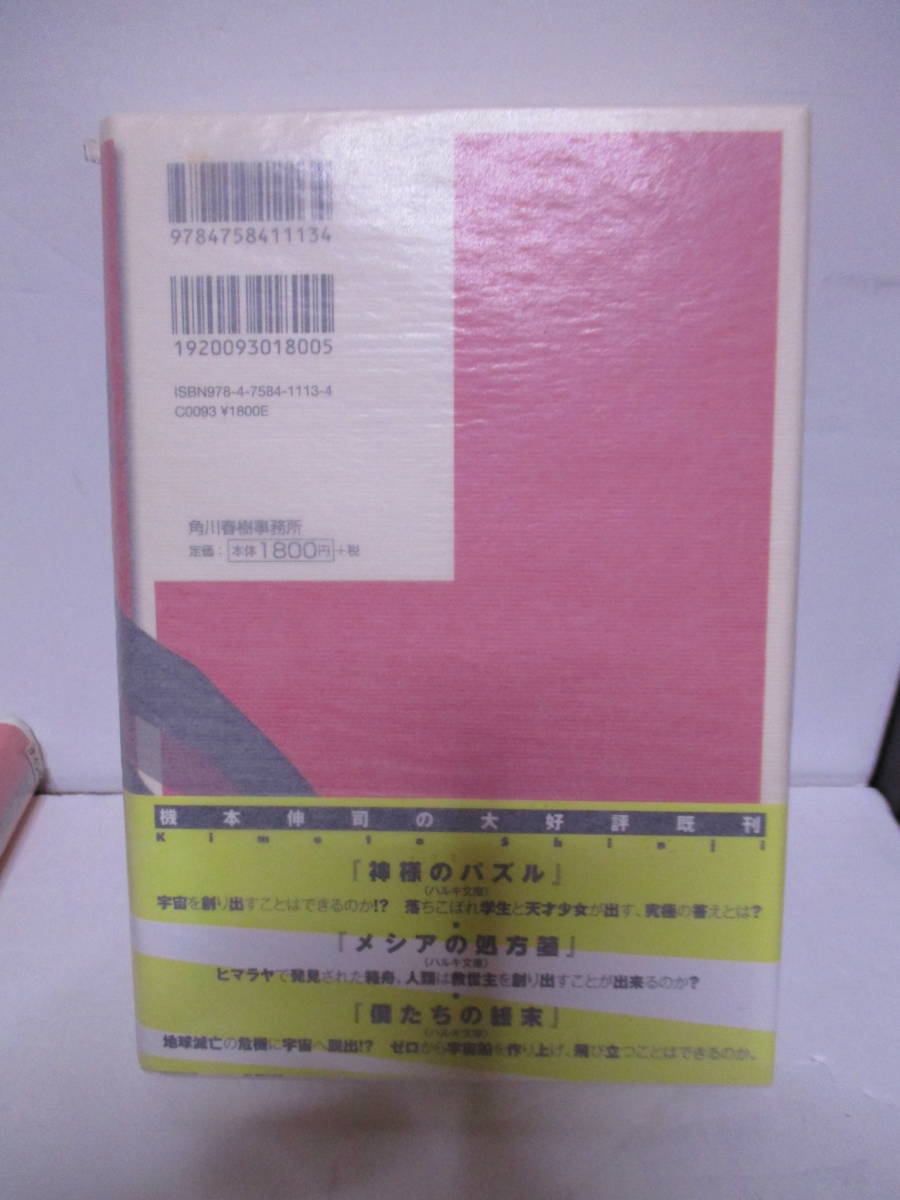 9784758411134
1920093018005
ISBN978-4-7584-1113-4
C0093 ¥1800E
角川春樹事務所
定価：本体1800円+税
機本伸司の大好評既刊
Kimoto Shinji
『神様のパズル』
（ハルキ文庫）
宇宙を創り出すことはできるのか!? 落ちこぼれ学生と天才少女が出す、究極の答えとは?
『メシアの処方箋』
（ハルキ文庫）
ヒマラヤで発見された箱舟。人類は救世主を創り出すことが出来るのか?
『僕たちの終末』
（ハルキ文庫）
地球滅亡の危機に宇宙へ脱出!? ゼロから宇宙船を作り上げ、飛び立つことはできるのか。